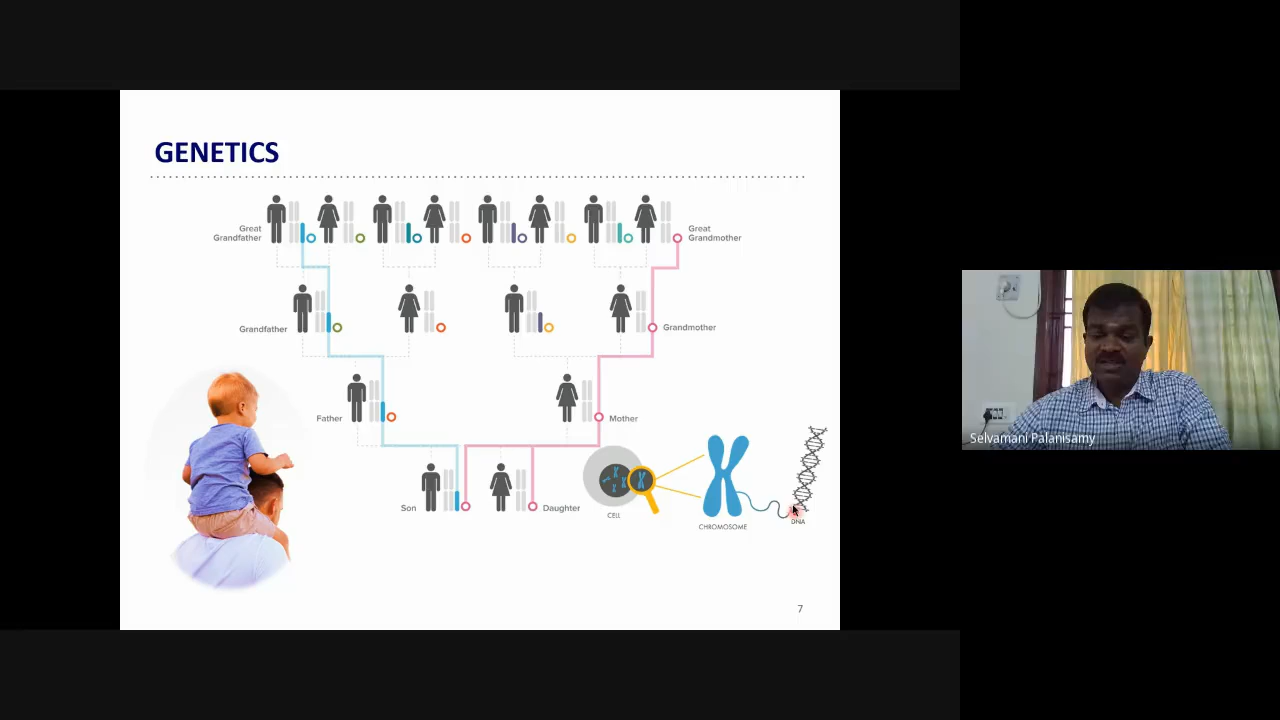 GENETICS
Great
Grandfather
Great
Grandmother
Grandfather
Grandmother
Father
Mother
Son
Daughter
CELL
CHROMOSOME
DNA
7
Selvamani Palanisamy